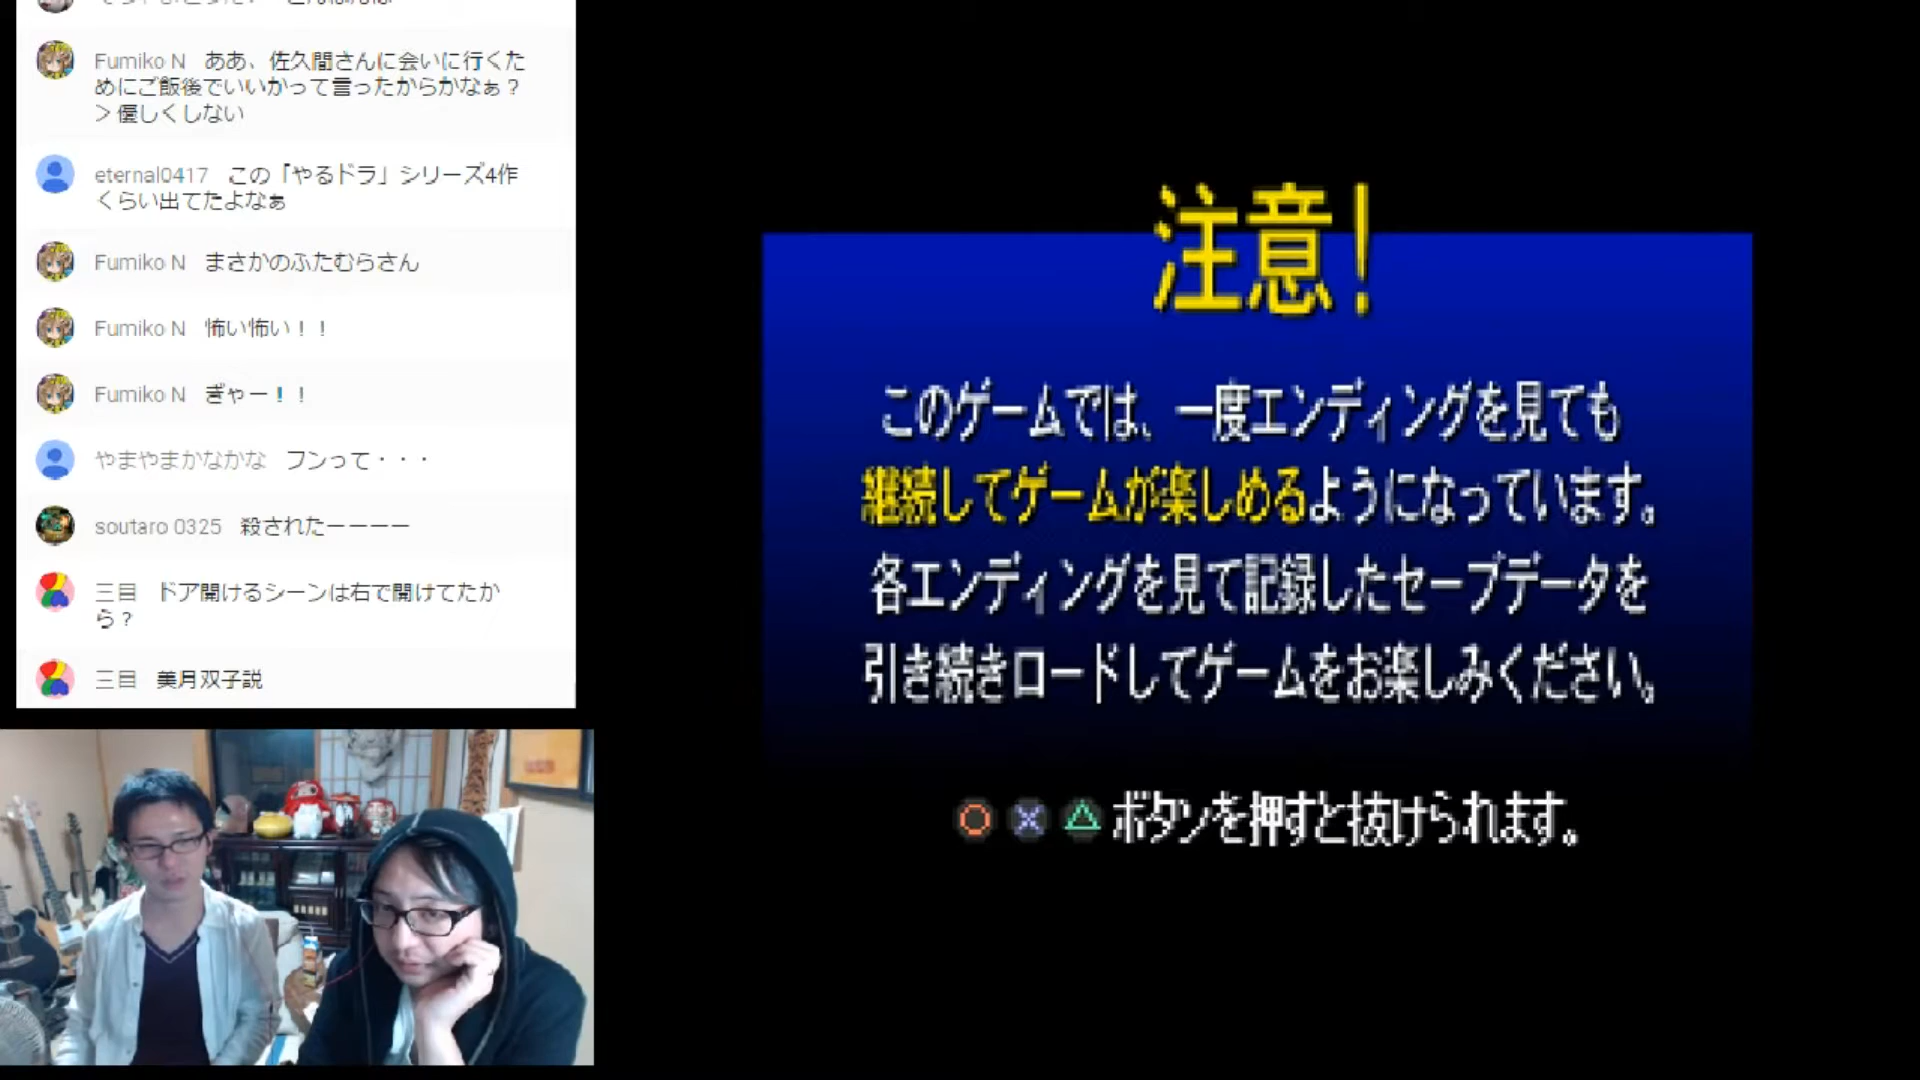 Fumiko N ああ、佐久間さんに会いに行くた
めにご飯後でいいかって言ったからかなぁ？
＞優しくしない
eternal0417 この「やるドラ」シリーズ4作
くらい出てたよなぁ
Fumiko N まさかのふたむらさん
Fumiko N 怖い怖い！！
Fumiko N ぎゃー！！
やまやまかなかな フンって・・・
soutaro 0325 殺されたーーーー
三目 ドア開けるシーンは右で開けてたか
ら？
三目 美月双子説
注意！
このゲームでは、一度エンディングを見ても
継続してゲームが楽しめるようになっています。
各エンディングを見て記録したセーブデータを
引き続きロードしてゲームをお楽しみください。
ボタンを押すと抜けられます。